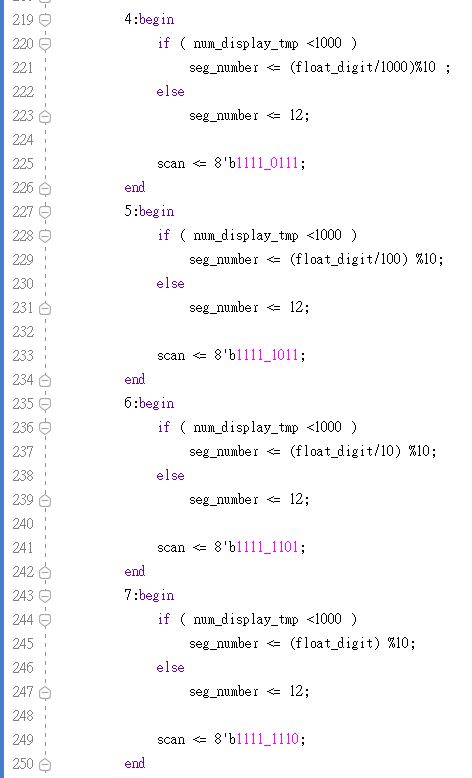 219 4:begin
220 if ( num_display_tmp <1000 )
221 seg_number <= (float_digit/1000)%10 ;
222 else
223 seg_number <= 12;
224
225 scan <= 8'b1111_0111;
226 end
227 5:begin
228 if ( num_display_tmp <1000 )
229 seg_number <= (float_digit/100) %10;
230 else
231 seg_number <= 12;
232
233 scan <= 8'b1111_1011;
234 end
235 6:begin
236 if ( num_display_tmp <1000 )
237 seg_number <= (float_digit/10) %10;
238 else
239 seg_number <= 12;
240
241 scan <= 8'b1111_1101;
242 end
243 7:begin
244 if ( num_display_tmp <1000 )
245 seg_number <= (float_digit) %10;
246 else
247 seg_number <= 12;
248
249 scan <= 8'b1111_1110;
250 end